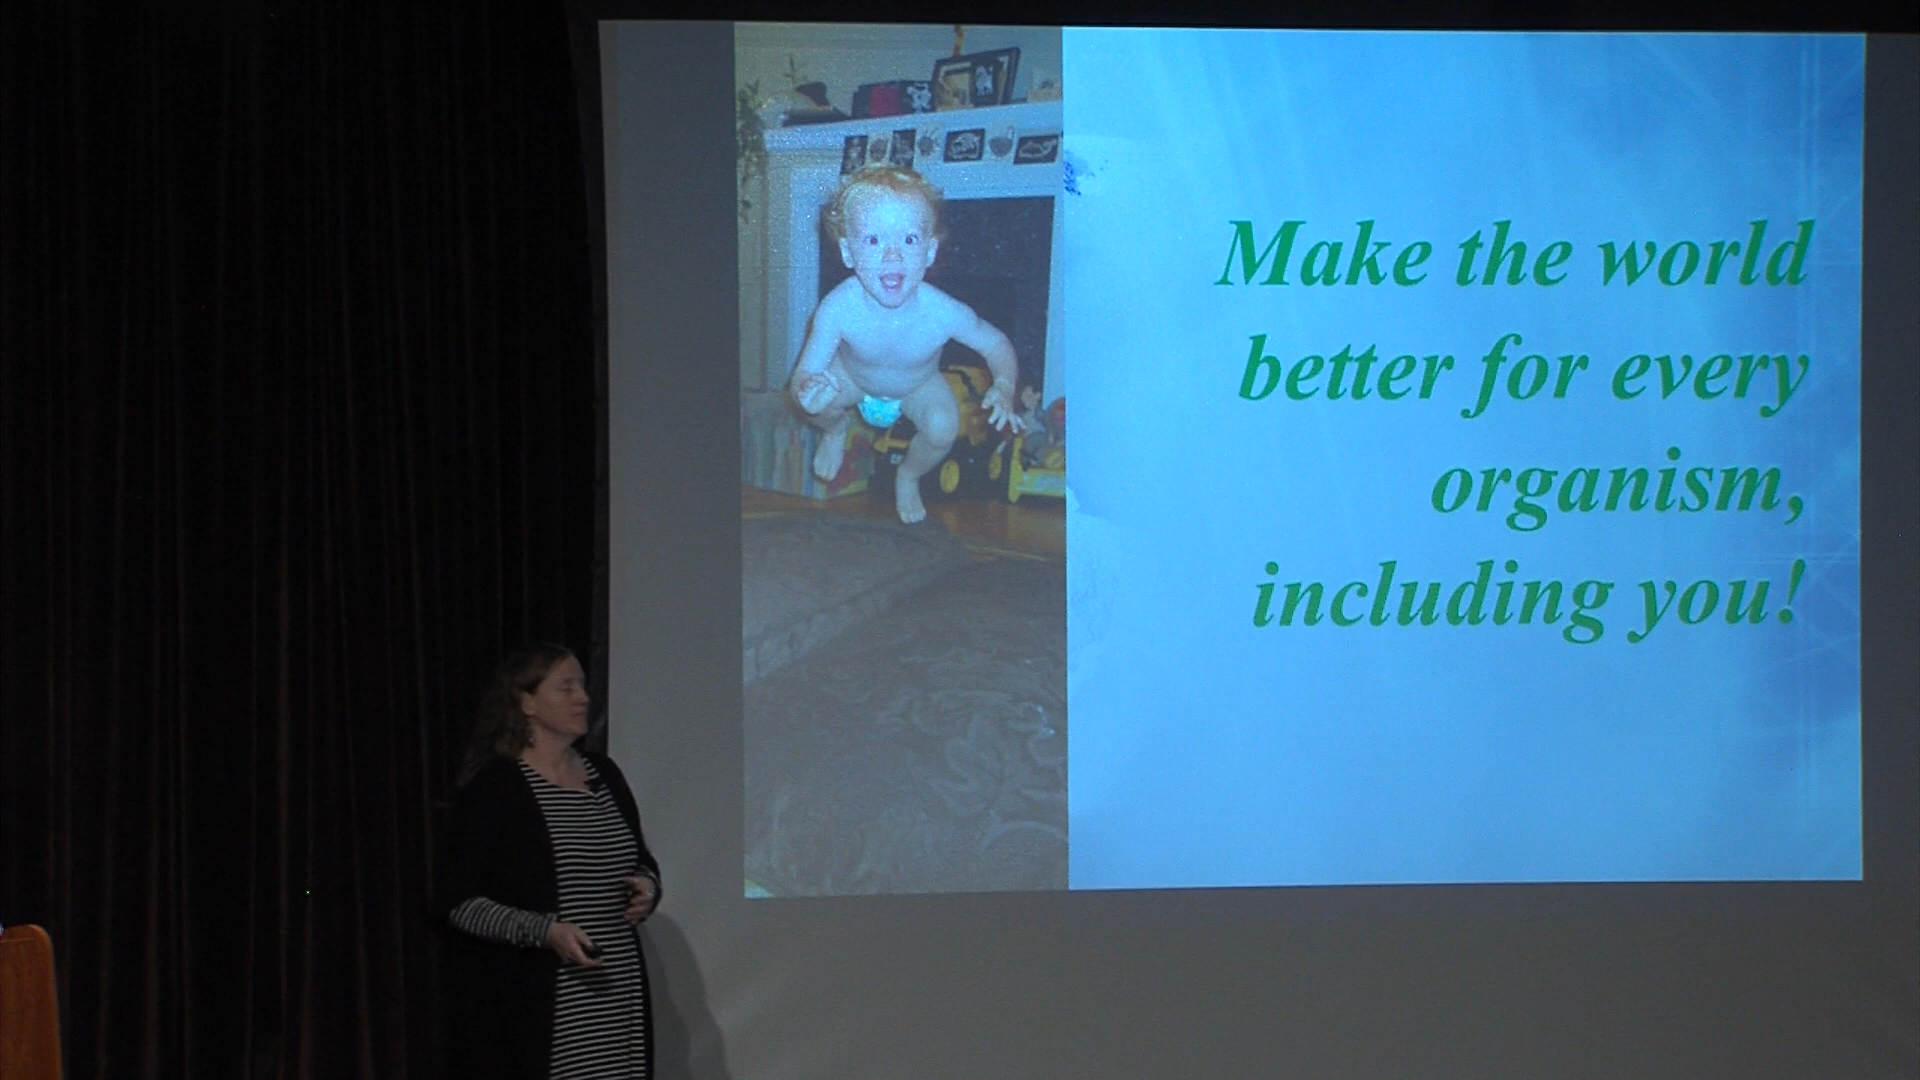 Make the world
better for every
organism,
including you!